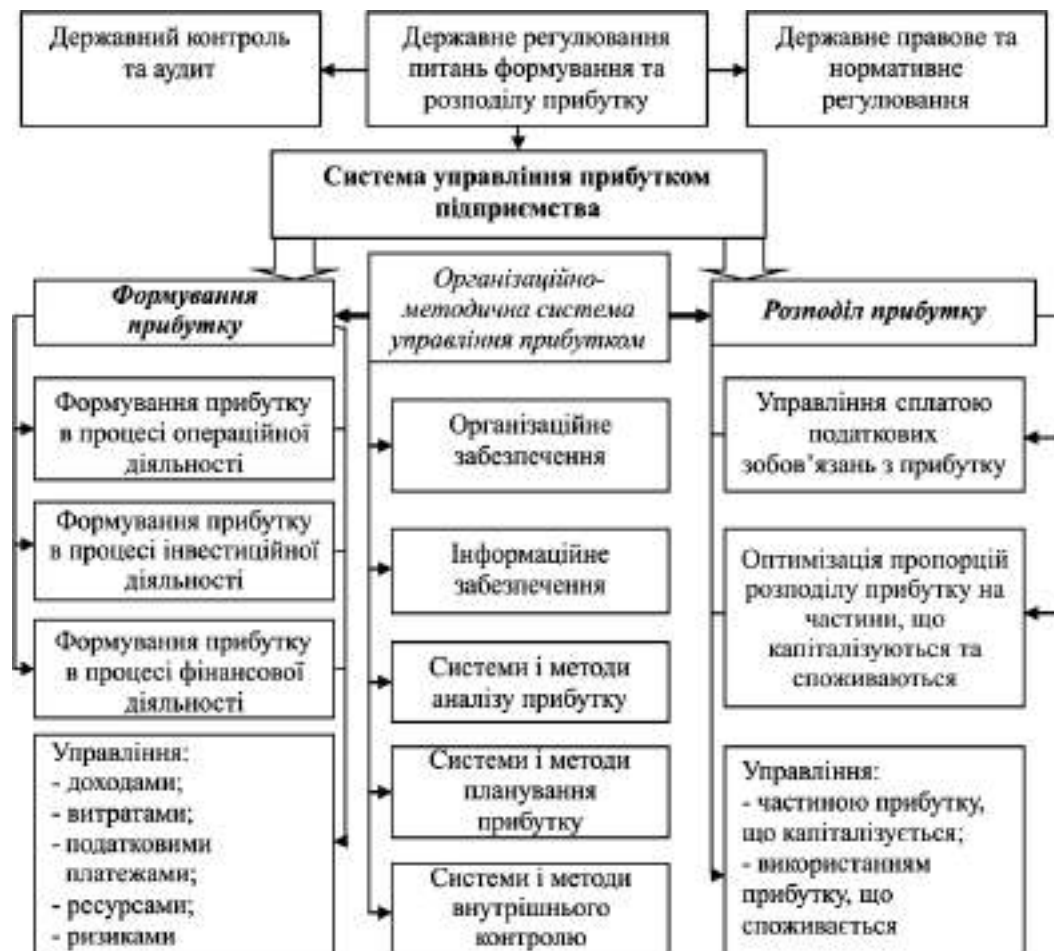 Державний контроль
та аудит
Державне регулювання
питань формування та
розподілу прибутку
Державне правове та
нормативне
регулювання
Система управління прибутком
підприємства
Формування
прибутку
Організаційно-
методична система
управління прибутком
Розподіл прибутку
Формування прибутку
в процесі операційної
діяльності
Формування прибутку
в процесі інвестиційної
діяльності
Формування прибутку
в процесі фінансової
діяльності
Управління:
- доходами;
- витратами;
- податковими
платежами;
- ресурсами;
- ризиками
Організаційне
забезпечення
Інформаційне
забезпечення
Системи і методи
аналізу прибутку
Системи і методи
планування
прибутку
Системи і методи
внутрішнього
контролю
Управління сплатою
податкових
зобов’язань з прибутку
Оптимізація пропорцій
розподілу прибутку на
частини, що
капіталізуються та
споживаються
Управління:
- частиною прибутку,
що капіталізується;
- використанням
прибутку, що
споживається